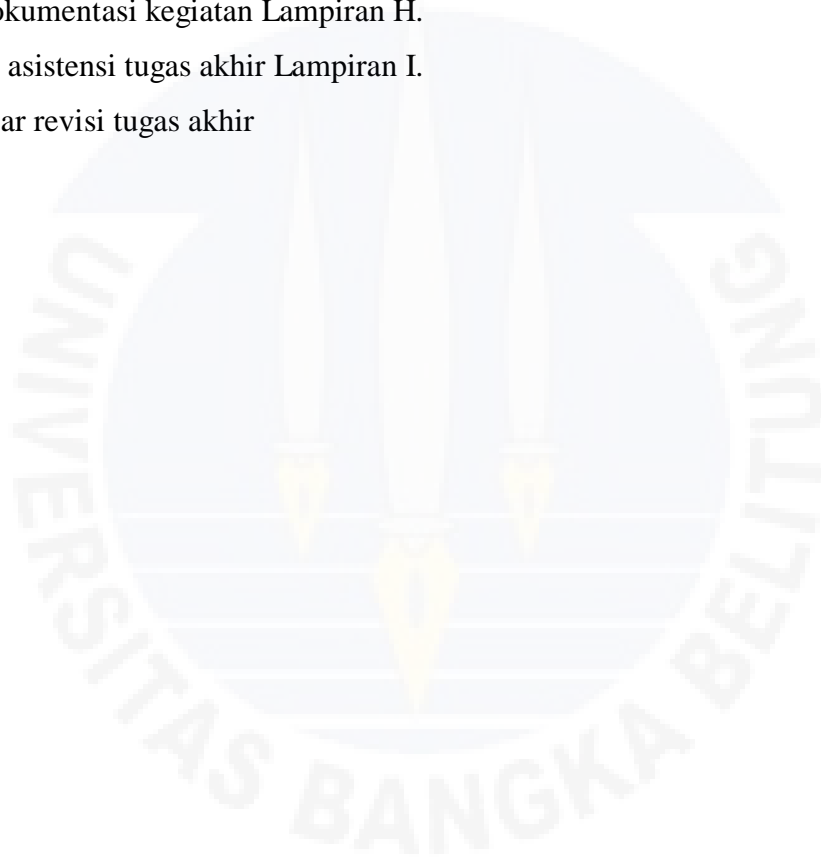 okumentasi kegiatan Lampiran H.
asistensi tugas akhir Lampiran I.
ar revisi tugas akhir
UNIVERSITAS BANGKA BELITUNG